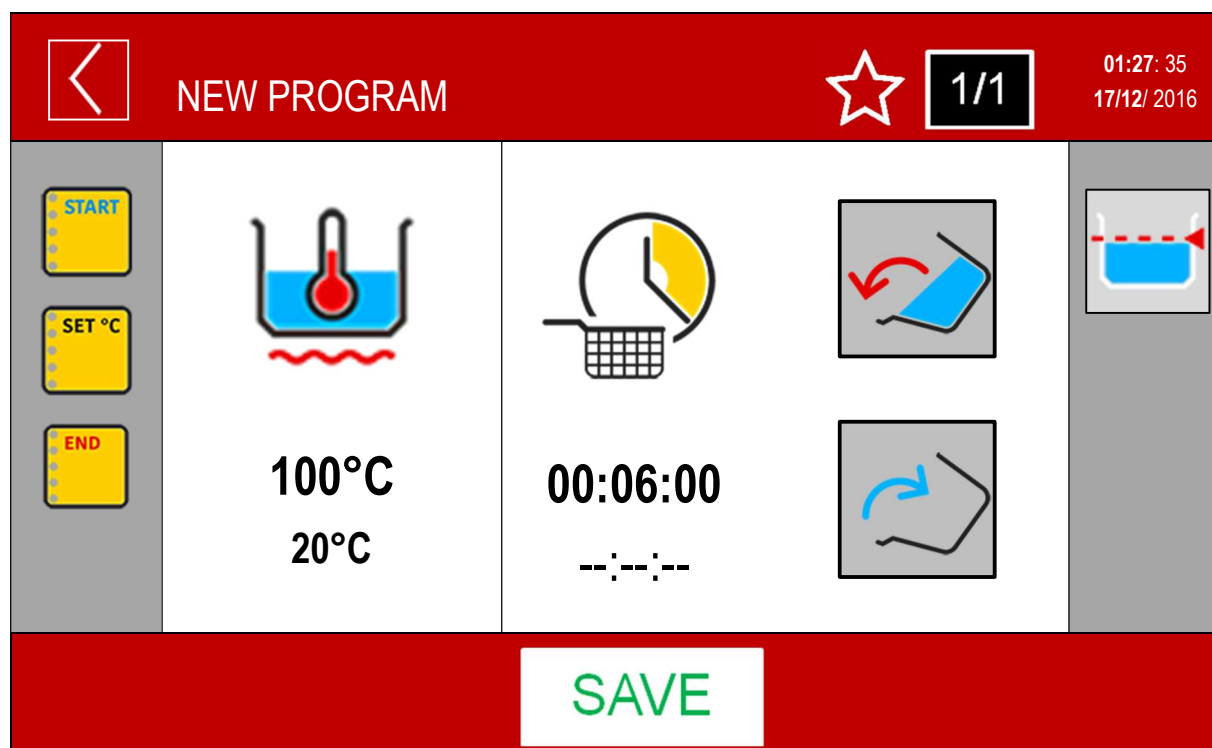 NEW PROGRAM
1/1
01:27: 35
17/12/ 2016
START
SET °C
END
100°C
20°C
00:06:00
--:--:--
SAVE